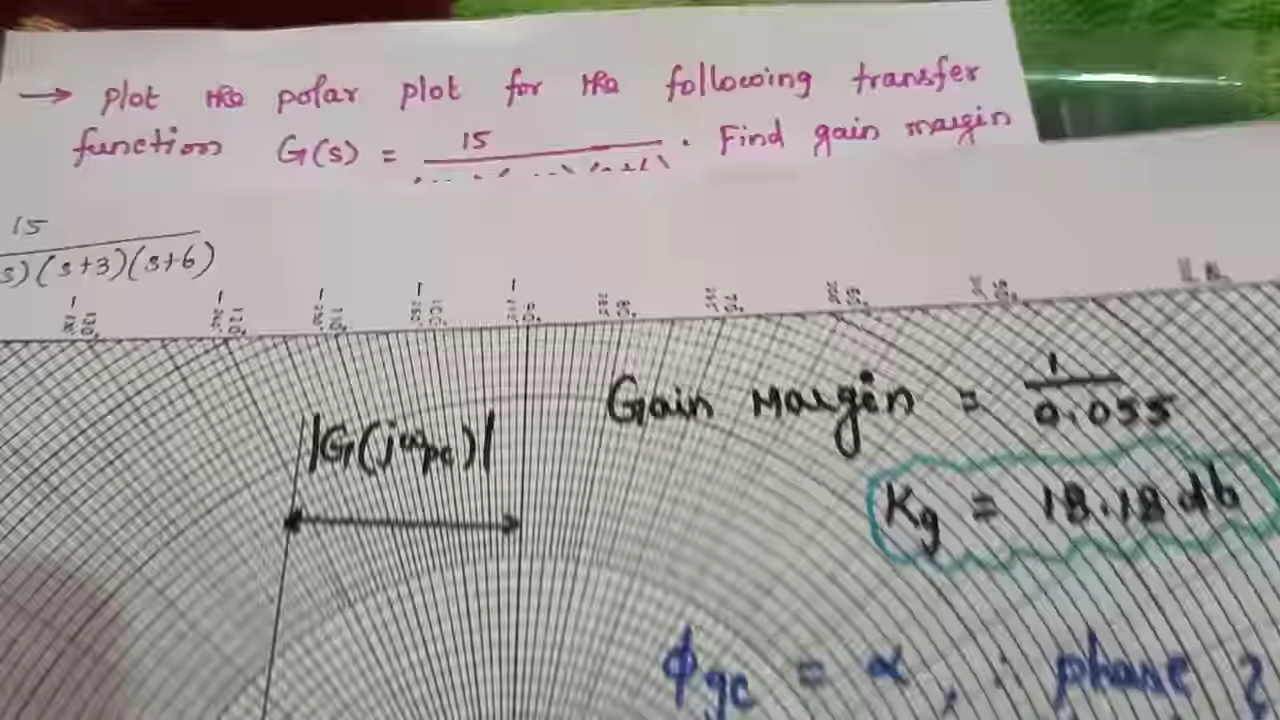 → plot the polar plot for the following transfer
function G(s) = 15 . Find gain margin
15
s)(s+3)(s+6)
|G(jωpc)|
Gain Margin = 1
0.055
Kg = 18.18 db
ϕgc = α, ∴ phase